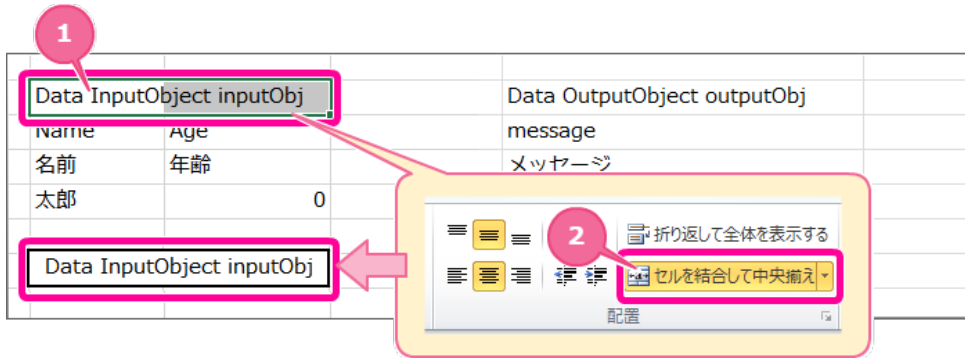 1
Data InputObject inputObj
Data OutputObject outputObj
Name
Age
message
名前
年齢
メッセージ
太郎
0
2
折り返して全体を表示する
Data InputObject inputObj
セルを結合して中央揃え
配置